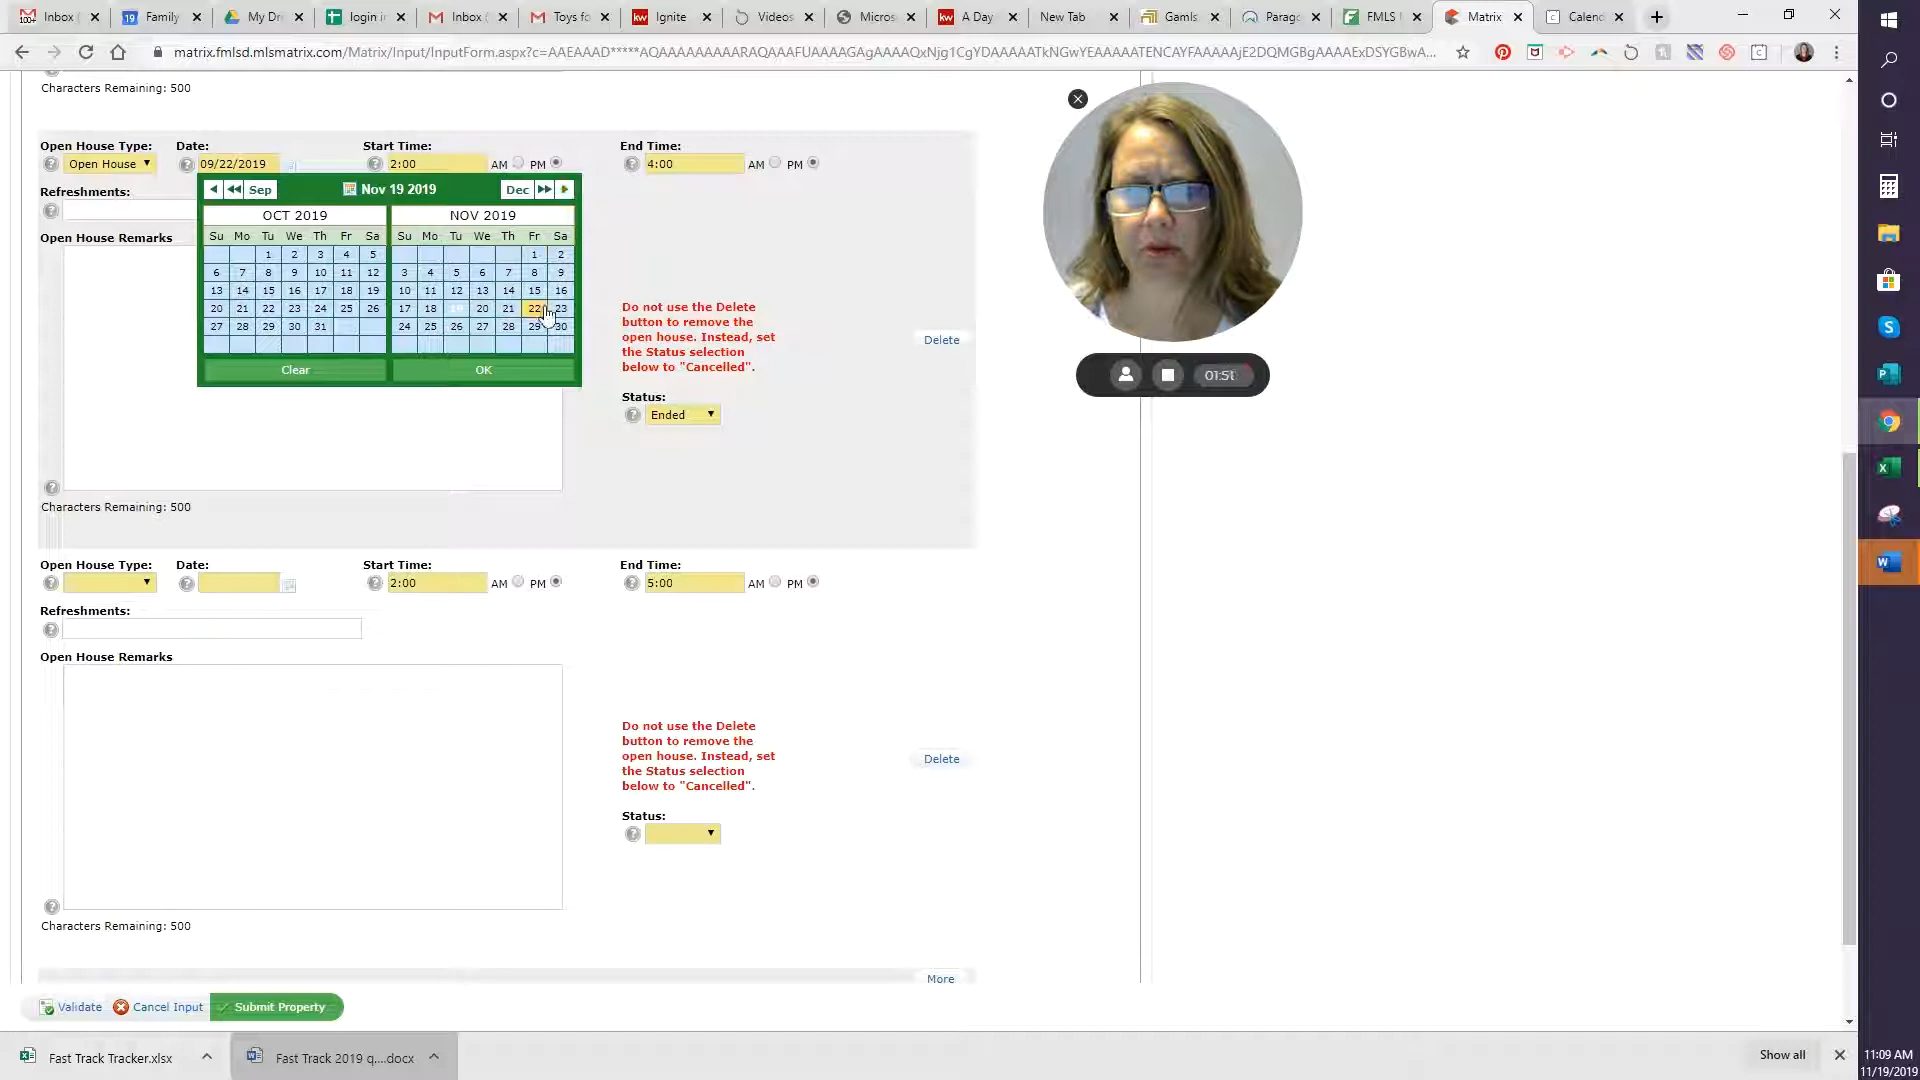 Inbox ( 100+
Family
My Dr
login in
Inbox (
Toys fo
Ignite
Videos
Micros
A Day
New Tab
Gamls
Parago
FMLS
Matrix
Calend
matrix.fmlsd.mlsmatrix.com/Matrix/Input/InputForm.aspx?c=AAEAAAD*****AQAAAAAAAAARAQAAAFUAAAAGAgAAAAQxNjg1CgYDAAAAATkNGwYEAAAAATENCAYFAAAAAjE2DQMGBgAAAAExDSYGBwA...
Characters Remaining: 500
Open House Type: Date: Start Time: End Time:
Open House 09/22/2019 2:00 AM PM 4:00 AM PM
Refreshments:
Open House Remarks
Sep Nov 19 2019 Dec
OCT 2019 NOV 2019
Su Mo Tu We Th Fr Sa Su Mo Tu We Th Fr Sa
1 2 3 4 5 1 2
6 7 8 9 10 11 12 3 4 5 6 7 8 9
13 14 15 16 17 18 19 10 11 12 13 14 15 16
20 21 22 23 24 25 26 17 18 19 20 21 22 23
27 28 29 30 31 24 25 26 27 28 29 30
Clear OK
Do not use the Delete
button to remove the
open house. Instead, set
the Status selection
below to "Cancelled".
Delete
Status:
Ended
01:51
Characters Remaining: 500
Open House Type: Date: Start Time: End Time:
2:00 AM PM 5:00 AM PM
Refreshments:
Open House Remarks
Do not use the Delete
button to remove the
open house. Instead, set
the Status selection
below to "Cancelled".
Delete
Status:
Characters Remaining: 500
More
Validate Cancel Input Submit Property
Fast Track Tracker.xlsx
Fast Track 2019 q....docx
Show all
11:09 AM
11/19/2019